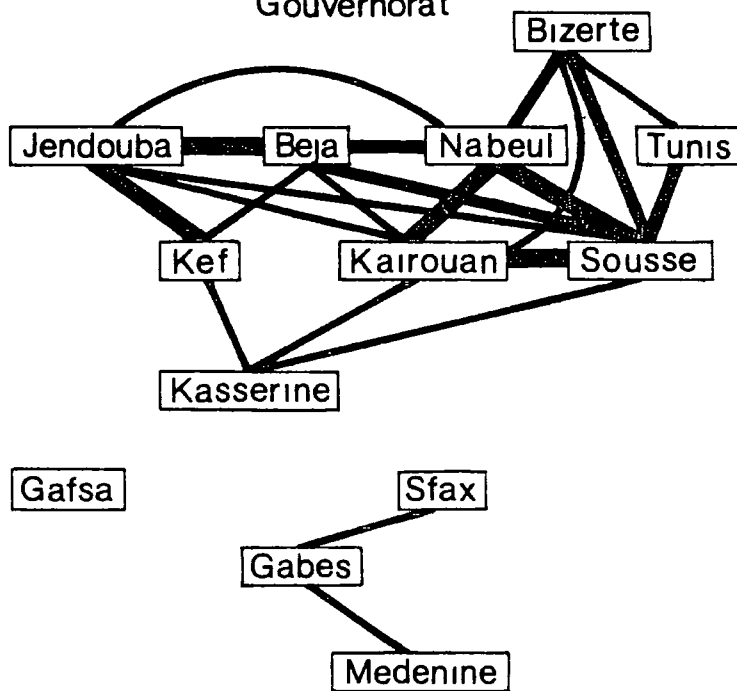 Gouvernorat
Bizerte
Jendouba
Beja
Nabeul
Tunis
Kef
Kairouan
Sousse
Kasserine
Gafsa
Sfax
Gabes
Medenine